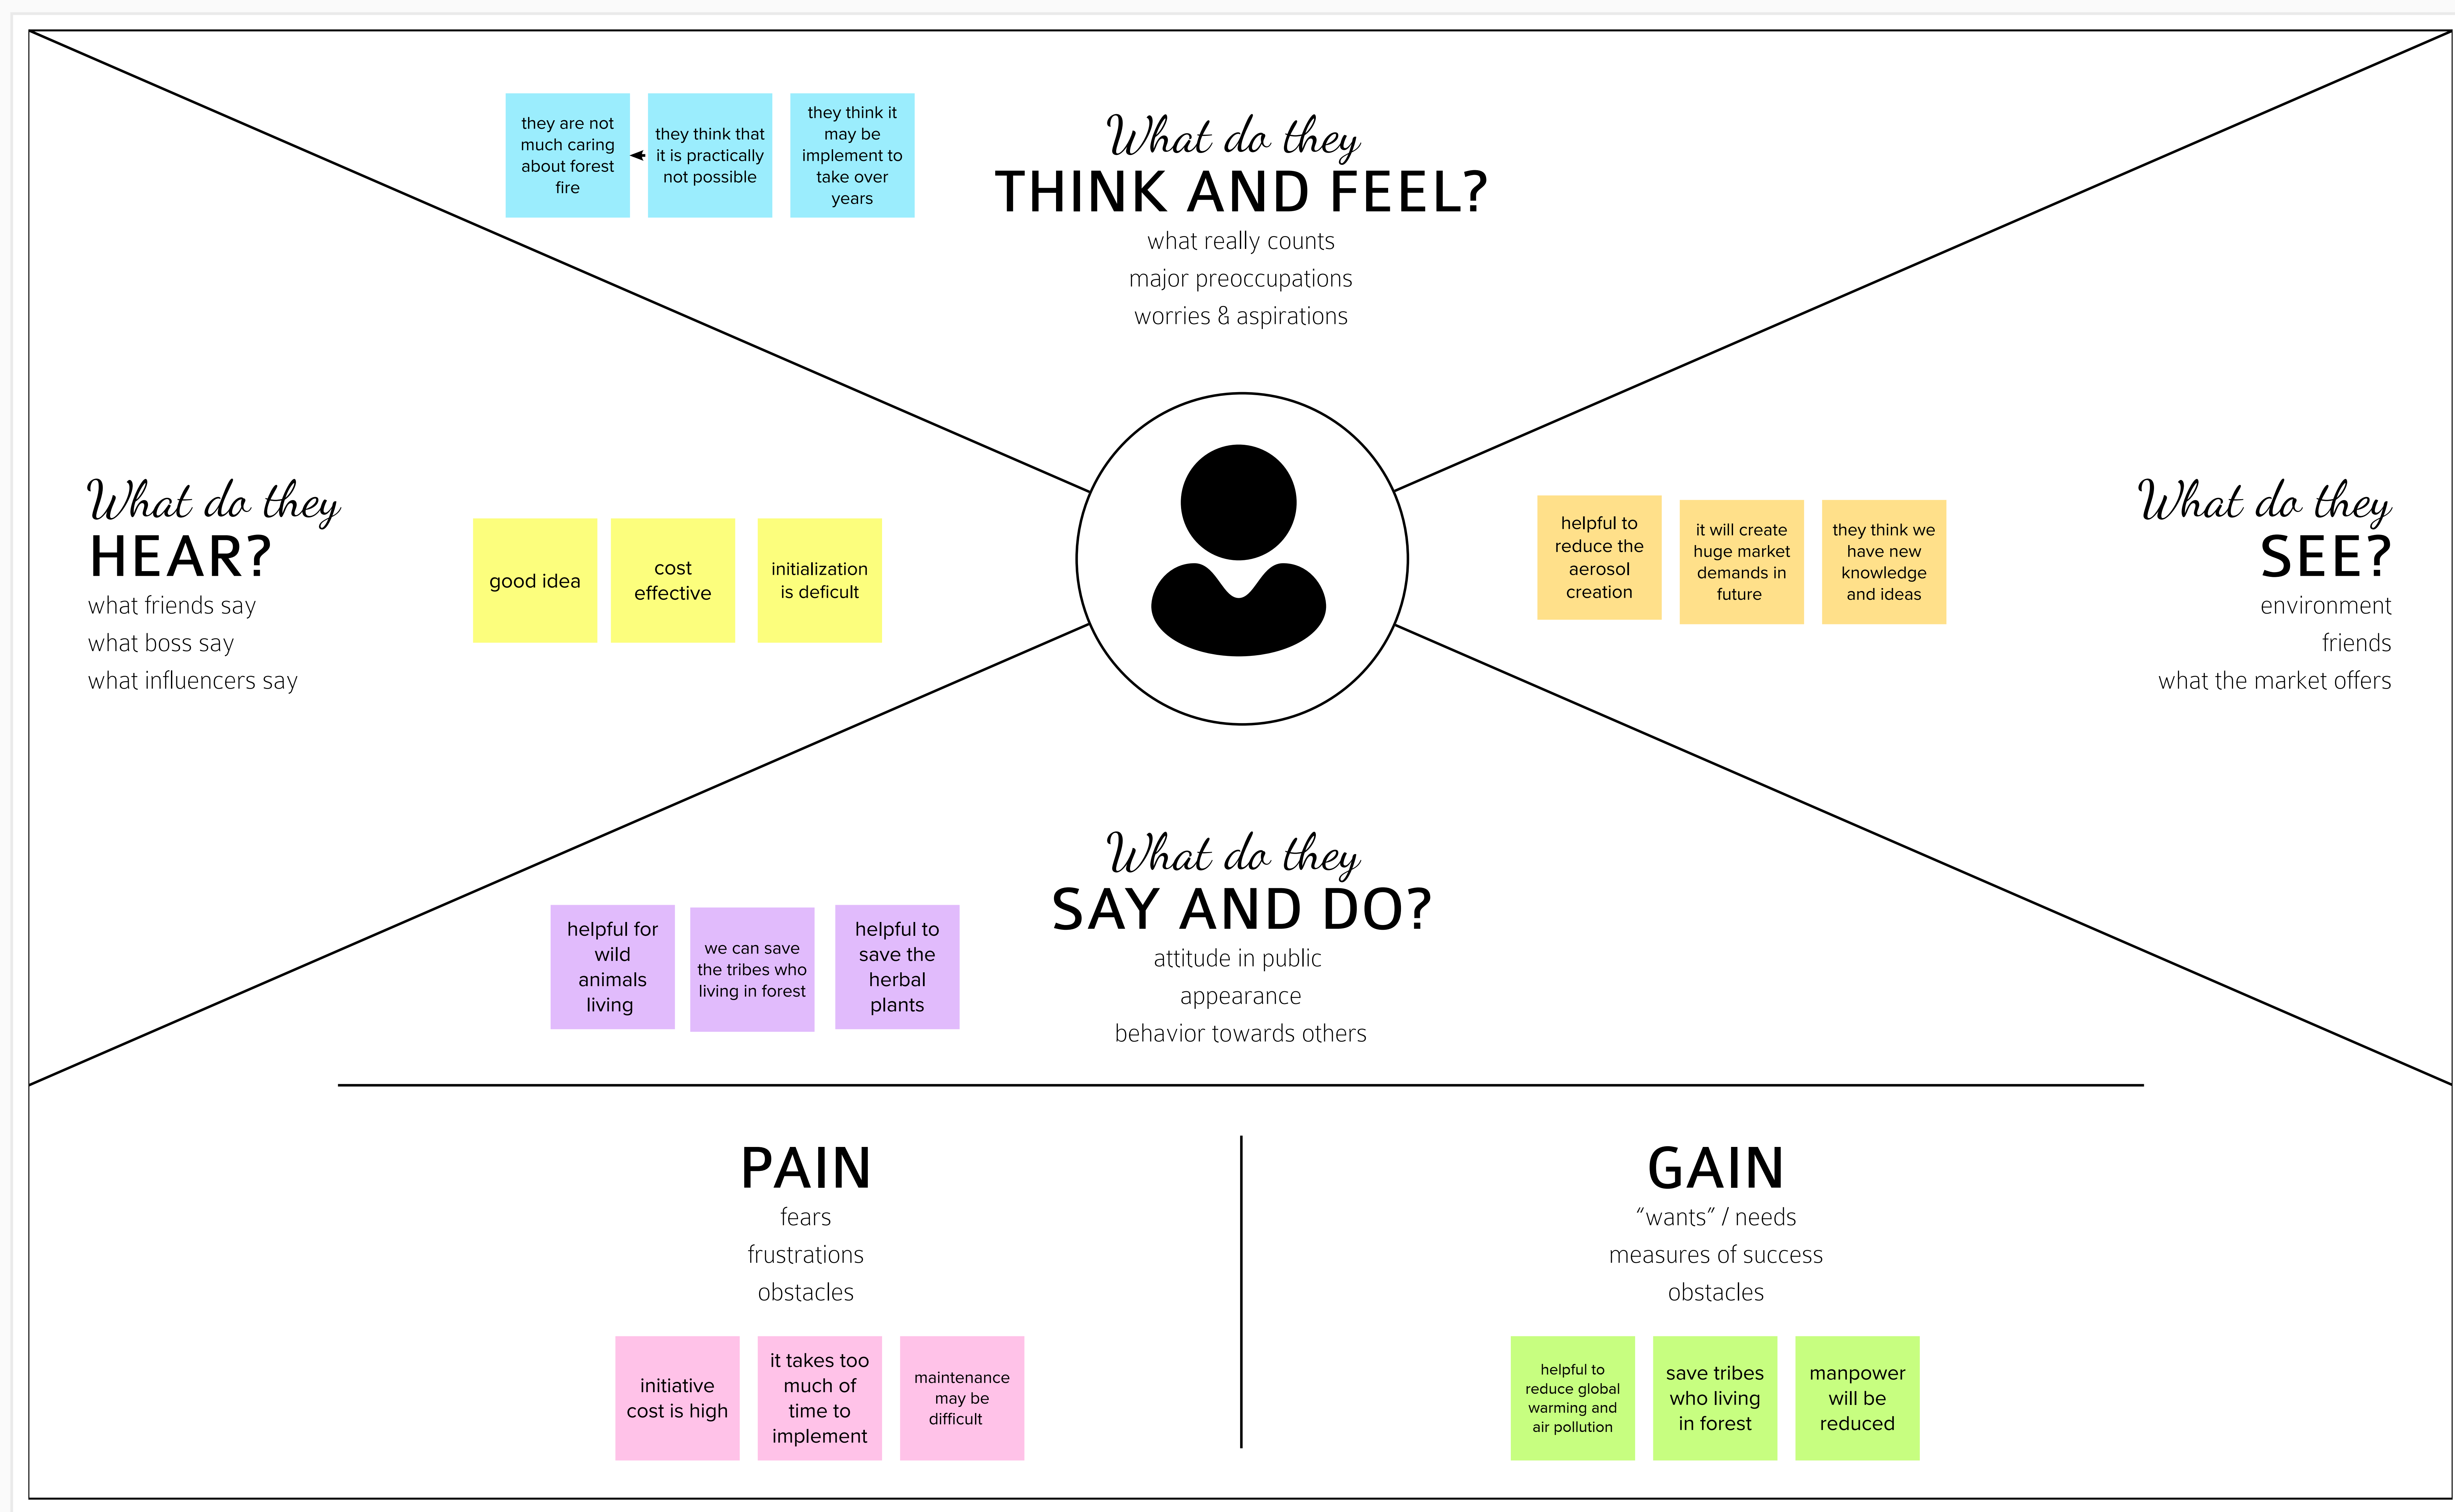 they are not
much caring
about forest
fire
they think that
it is practically
not possible
they think it
may be
implement to
take over
years
What do they
THINK AND FEEL?
what really counts
major preoccupations
worries & aspirations
What do they
HEAR?
what friends say
what boss say
what influencers say
good idea
cost
effective
initialization
is deficult
helpful to
reduce the
aerosol
creation
it will create
huge market
demands in
future
they think we
have new
knowledge
and ideas
What do they
SEE?
environment
friends
what the market offers
helpful for
wild
animals
living
we can save
the tribes who
living in forest
helpful to
save the
herbal
plants
What do they
SAY AND DO?
attitude in public
appearance
behavior towards others
PAIN
fears
frustrations
obstacles
initiative
cost is high
it takes too
much of
time to
implement
maintenance
may be
difficult
GAIN
“wants” / needs
measures of success
obstacles
helpful to
reduce global
warming and
air pollution
save tribes
who living
in forest
manpower
will be
reduced